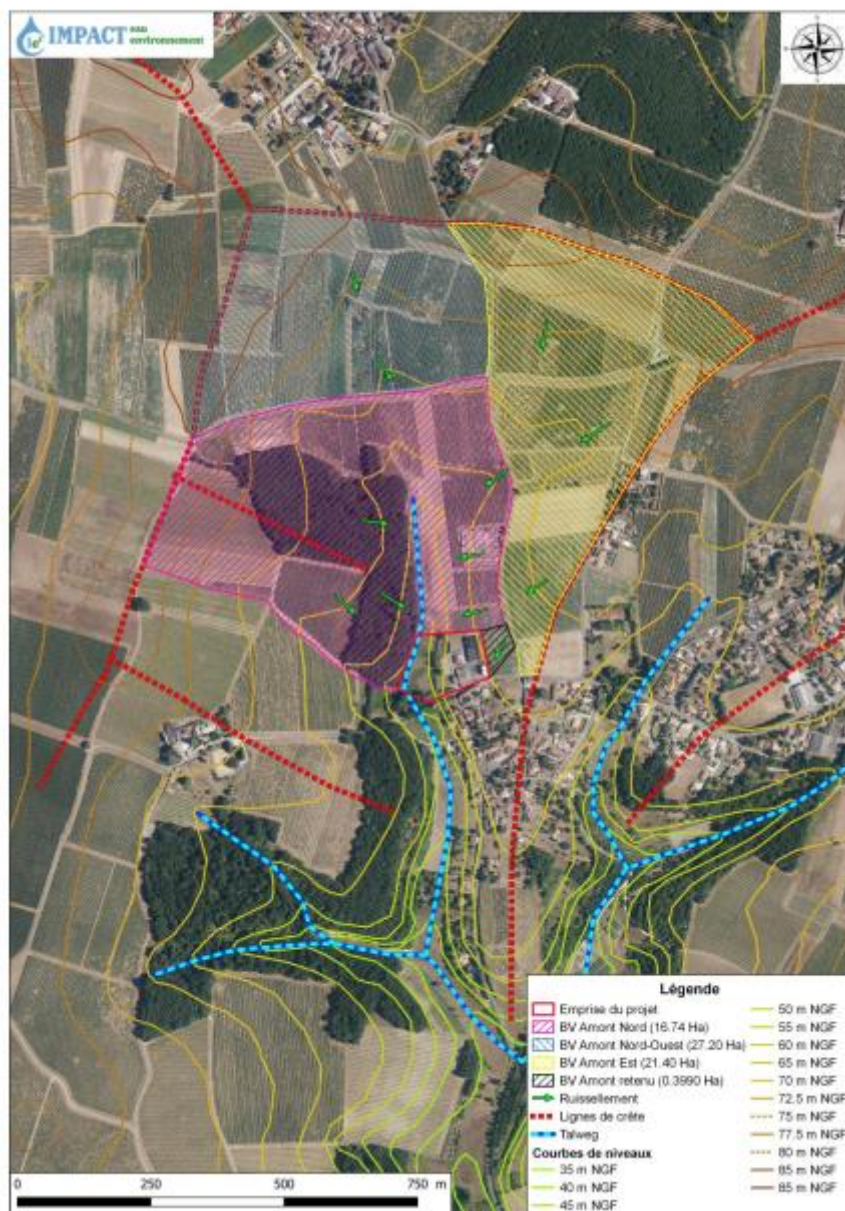 IMPACT eau
environnement
Légende
Emprise du projet
BV Amont Nord (16.74 Ha)
BV Amont Nord-Ouest (27.20 Ha)
BV Amont Est (21.40 Ha)
BV Amont retenu (0.3990 Ha)
Ruissellement
Lignes de crête
Talweg
Courbes de niveaux
35 m NGF
40 m NGF
45 m NGF
50 m NGF
55 m NGF
60 m NGF
65 m NGF
70 m NGF
72.5 m NGF
75 m NGF
77.5 m NGF
80 m NGF
85 m NGF
85 m NGF
0 250 500 750 m